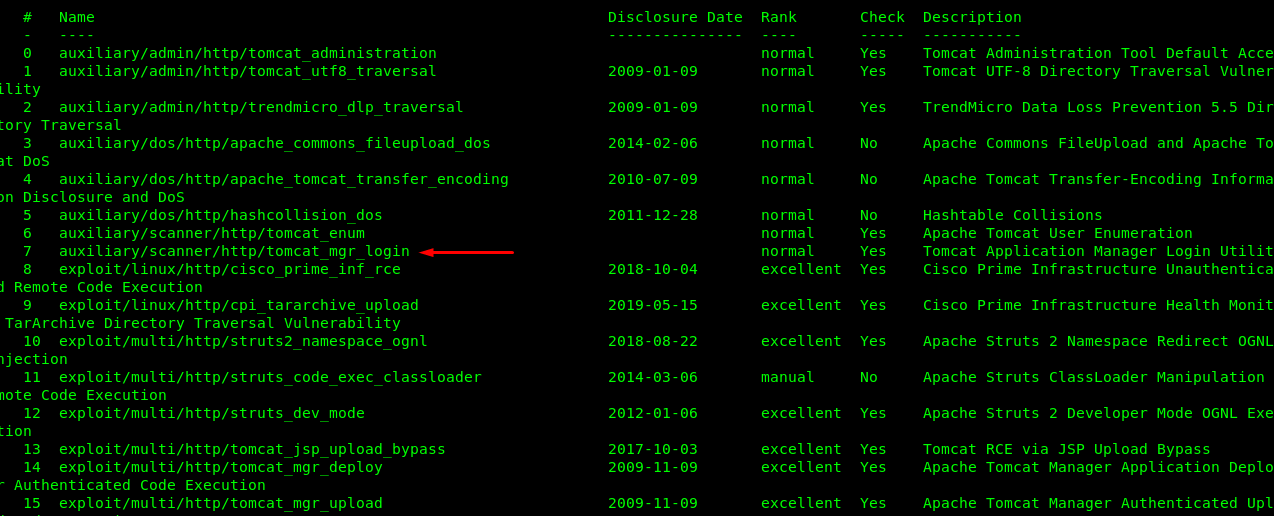 # Name Disclosure Date Rank Check Description
- ---- --------------- ---- ----- -----------
0 auxiliary/admin/http/tomcat_administration normal Yes Tomcat Administration Tool Default Acce
1 auxiliary/admin/http/tomcat_utf8_traversal 2009-01-09 normal Yes Tomcat UTF-8 Directory Traversal Vulner
ility
2 auxiliary/admin/http/trendmicro_dlp_traversal 2009-01-09 normal Yes TrendMicro Data Loss Prevention 5.5 Dir
tory Traversal
3 auxiliary/dos/http/apache_commons_fileupload_dos 2014-02-06 normal No Apache Commons FileUpload and Apache To
at DoS
4 auxiliary/dos/http/apache_tomcat_transfer_encoding 2010-07-09 normal No Apache Tomcat Transfer-Encoding Informa
on Disclosure and DoS
5 auxiliary/dos/http/hashcollision_dos 2011-12-28 normal No Hashtable Collisions
6 auxiliary/scanner/http/tomcat_enum normal Yes Apache Tomcat User Enumeration
7 auxiliary/scanner/http/tomcat_mgr_login normal Yes Tomcat Application Manager Login Utilit
8 exploit/linux/http/cisco_prime_inf_rce 2018-10-04 excellent Yes Cisco Prime Infrastructure Unauthentica
d Remote Code Execution
9 exploit/linux/http/cpi_tararchive_upload 2019-05-15 excellent Yes Cisco Prime Infrastructure Health Monit
TarArchive Directory Traversal Vulnerability
10 exploit/multi/http/struts2_namespace_ognl 2018-08-22 excellent Yes Apache Struts 2 Namespace Redirect OGNL
njection
11 exploit/multi/http/struts_code_exec_classloader 2014-03-06 manual No Apache Struts ClassLoader Manipulation
mote Code Execution
12 exploit/multi/http/struts_dev_mode 2012-01-06 excellent Yes Apache Struts 2 Developer Mode OGNL Exe
tion
13 exploit/multi/http/tomcat_jsp_upload_bypass 2017-10-03 excellent Yes Tomcat RCE via JSP Upload Bypass
14 exploit/multi/http/tomcat_mgr_deploy 2009-11-09 excellent Yes Apache Tomcat Manager Application Deplo
r Authenticated Code Execution
15 exploit/multi/http/tomcat_mgr_upload 2009-11-09 excellent Yes Apache Tomcat Manager Authenticated Upl